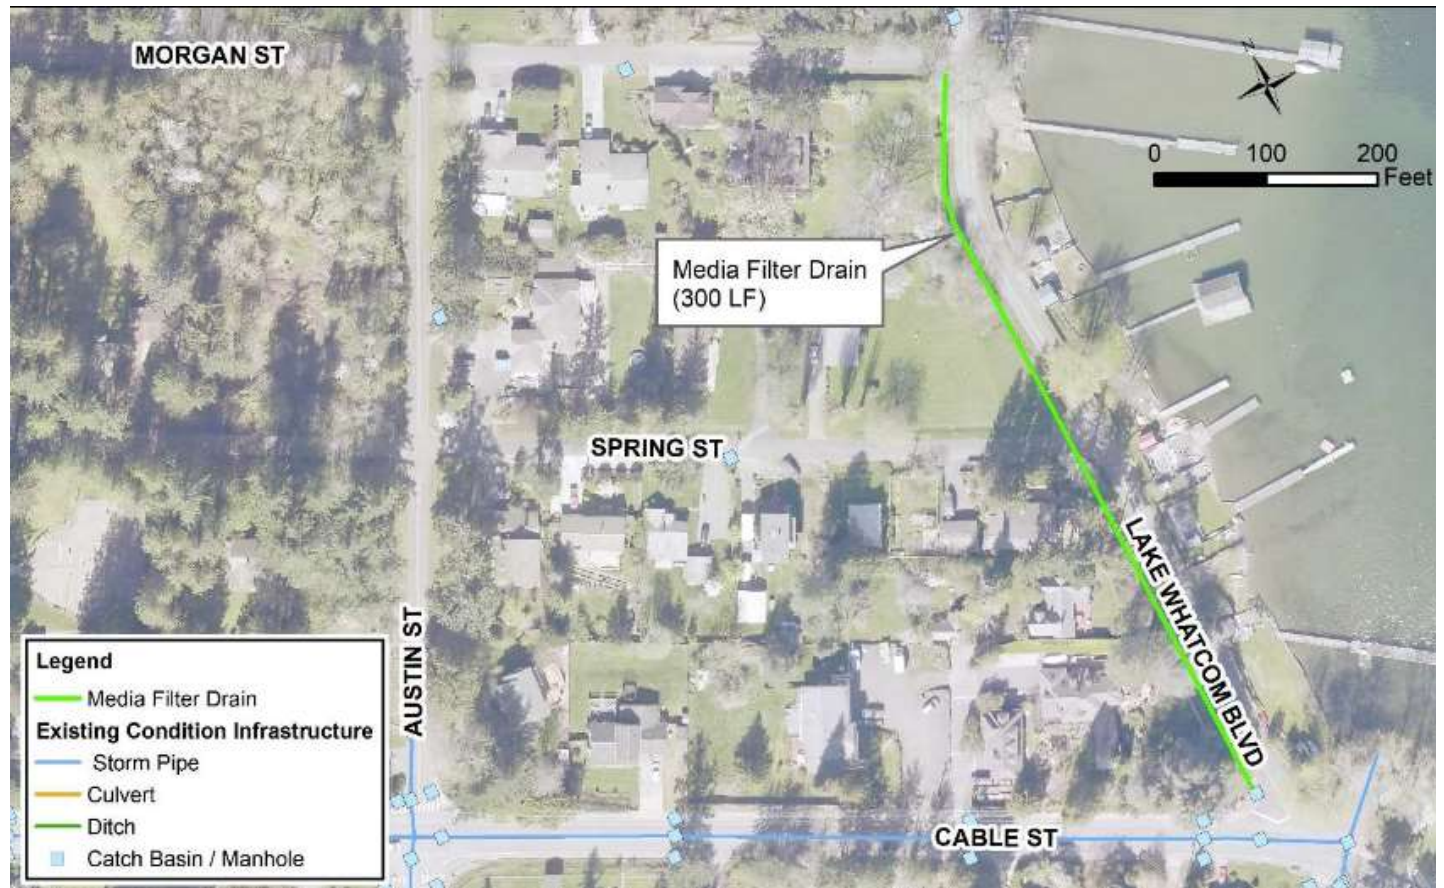 MORGAN ST
N
0 100 200
Feet
Media Filter Drain
(300 LF)
SPRING ST
LAKE WHATCOM BLVD
AUSTIN ST
CABLE ST
Legend
Media Filter Drain
Existing Condition Infrastructure
Storm Pipe
Culvert
Ditch
Catch Basin / Manhole